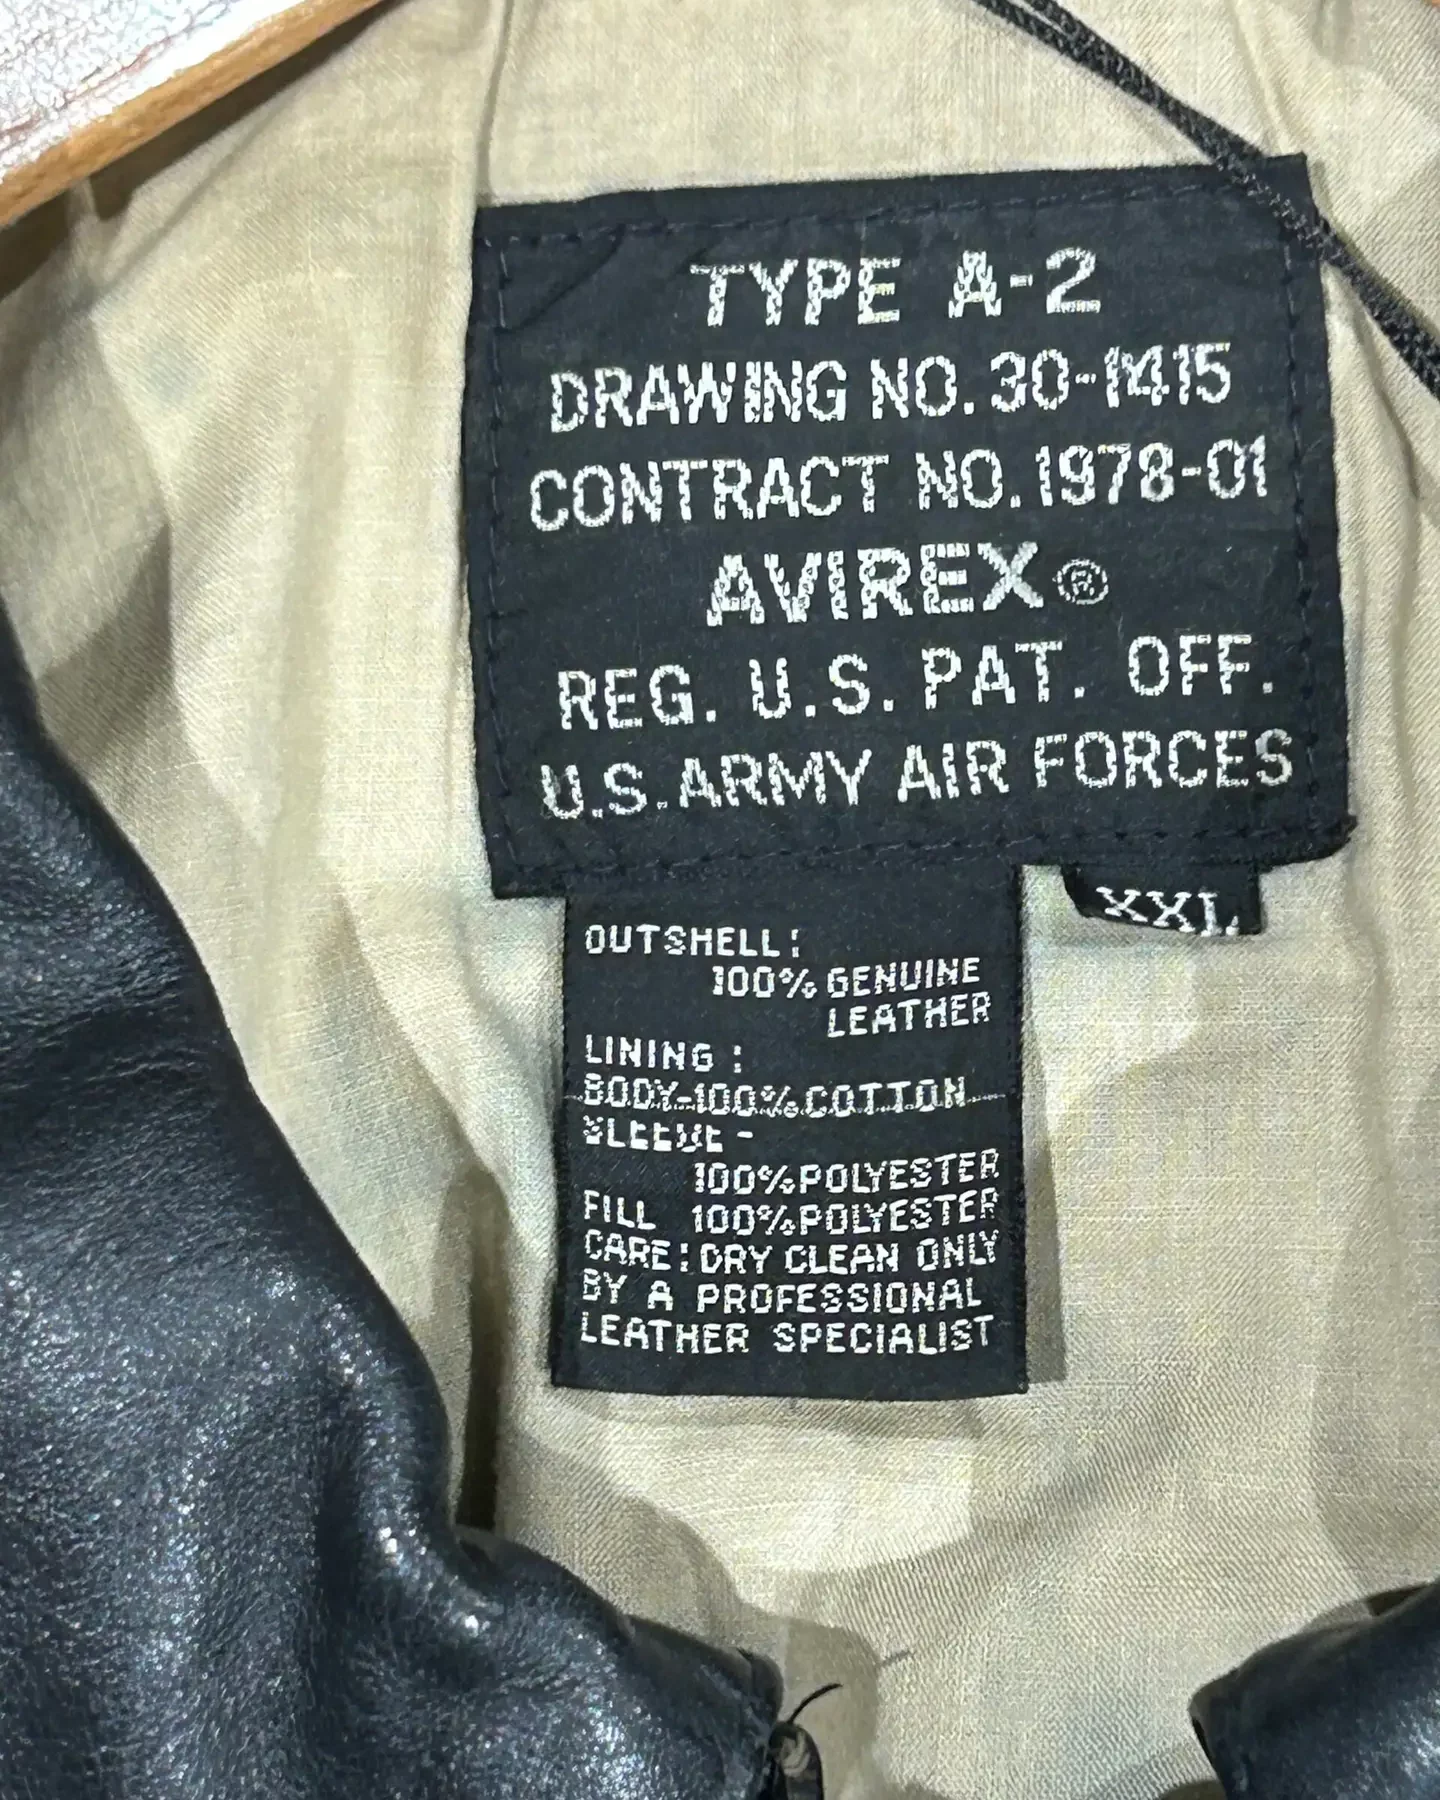 TYPE A-2
DRAWING NO. 30-1415
CONTRACT NO. 1978-01
AVIREX®
REG. U.S. PAT. OFF.
U.S. ARMY AIR FORCES
XXL
OUTSHELL:
100% GENUINE
LEATHER
LINING:
BODY-100% COTTON
SLEEVE-
100% POLYESTER
FILL 100% POLYESTER
CARE: DRY CLEAN ONLY
BY A PROFESSIONAL
LEATHER SPECIALIST